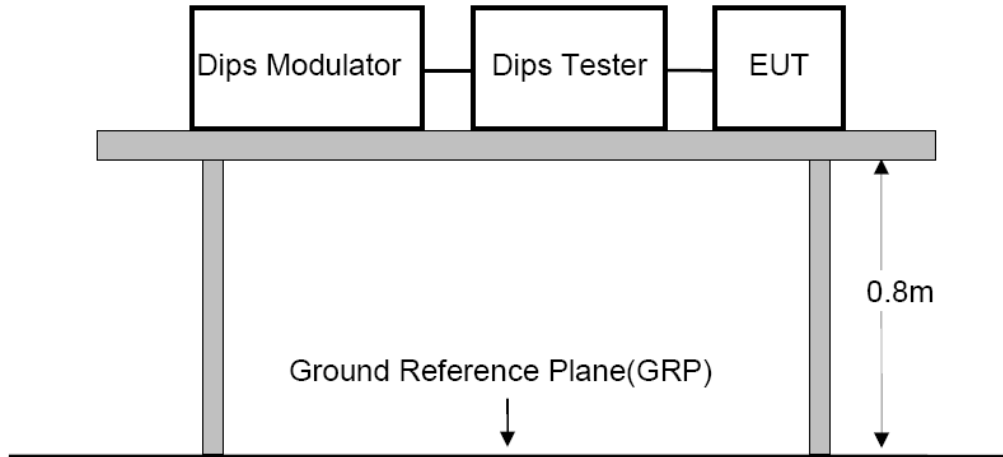 Dips Modulator
Dips Tester
EUT
0.8m
Ground Reference Plane(GRP)